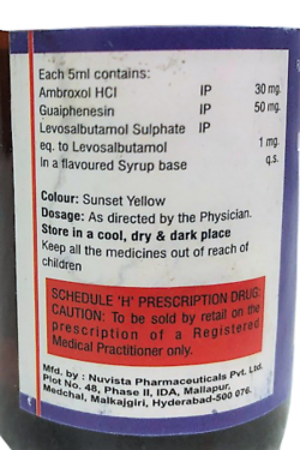 Each 5ml contains:
Ambroxol HCl IP 30 mg.
Guaiphenesin IP 50 mg.
Levosalbutamol Sulphate IP
eq. to Levosalbutamol 1 mg.
In a flavoured Syrup base q.s.
Colour: Sunset Yellow
Dosage: As directed by the Physician.
Store in a cool, dry & dark place
Keep all the medicines out of reach of
children
SCHEDULE 'H' PRESCRIPTION DRUG:
CAUTION: To be sold by retail on the
prescription of a Registered
Medical Practitioner only.
Mfd. by : Nuvista Pharmaceuticals Pvt. Ltd.
Plot No. 48, Phase II, IDA, Mallapur,
Medchal, Malkajgiri, Hyderabad-500 076.